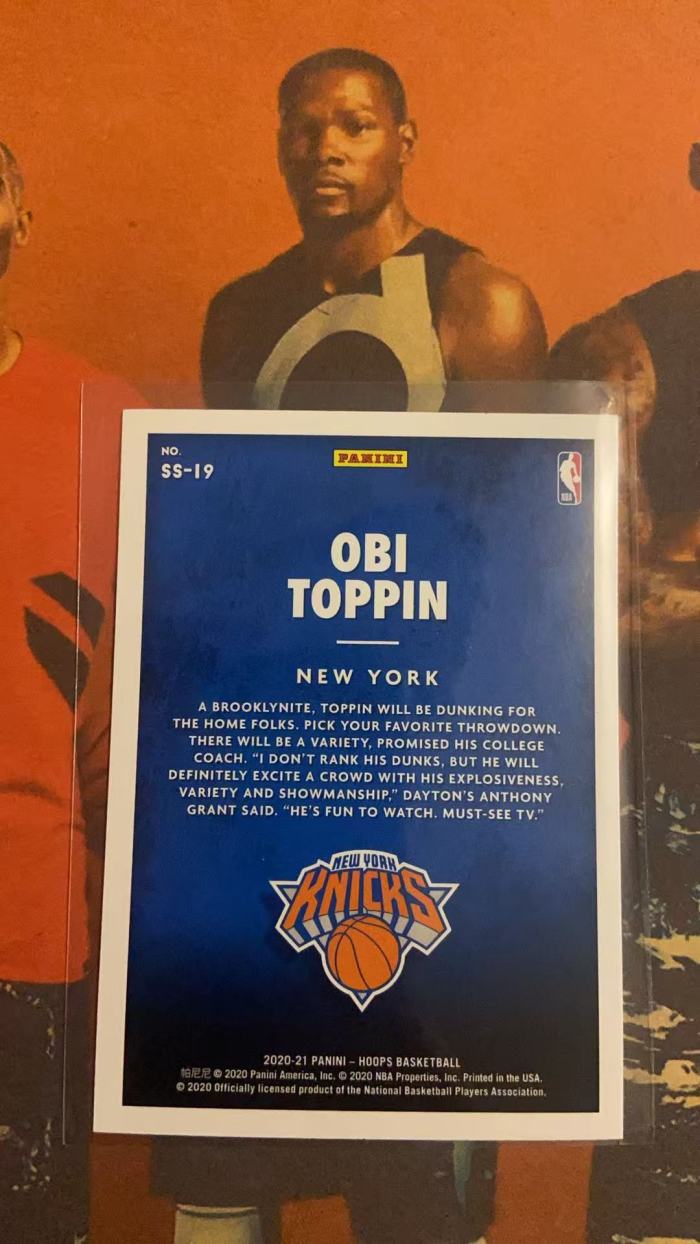 NO.
SS-19
PANINI
NBA
OBI
TOPPIN
NEW YORK
A BROOKLYNITE, TOPPIN WILL BE DUNKING FOR
THE HOME FOLKS. PICK YOUR FAVORITE THROWDOWN.
THERE WILL BE A VARIETY, PROMISED HIS COLLEGE
COACH. “I DON’T RANK HIS DUNKS, BUT HE WILL
DEFINITELY EXCITE A CROWD WITH HIS EXPLOSIVENESS,
VARIETY AND SHOWMANSHIP,” DAYTON’S ANTHONY
GRANT SAID. “HE’S FUN TO WATCH. MUST-SEE TV.”
NEW YORK
KNICKS
2020-21 PANINI – HOOPS BASKETBALL
帕尼尼 © 2020 Panini America, Inc. © 2020 NBA Properties, Inc. Printed in the USA.
© 2020 Officially licensed product of the National Basketball Players Association.